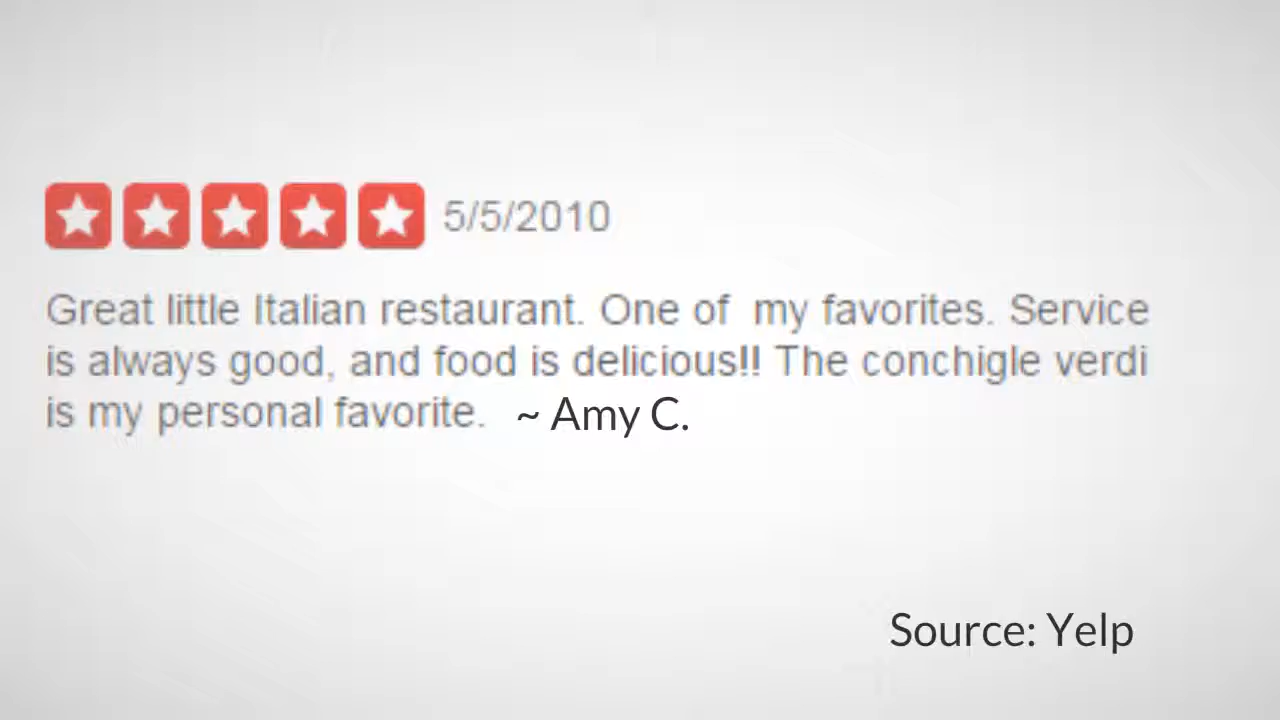 5/5/2010
Great little Italian restaurant. One of  my favorites. Service
is always good, and food is delicious!! The conchigle verdi
is my personal favorite. ~ Amy C.
Source: Yelp